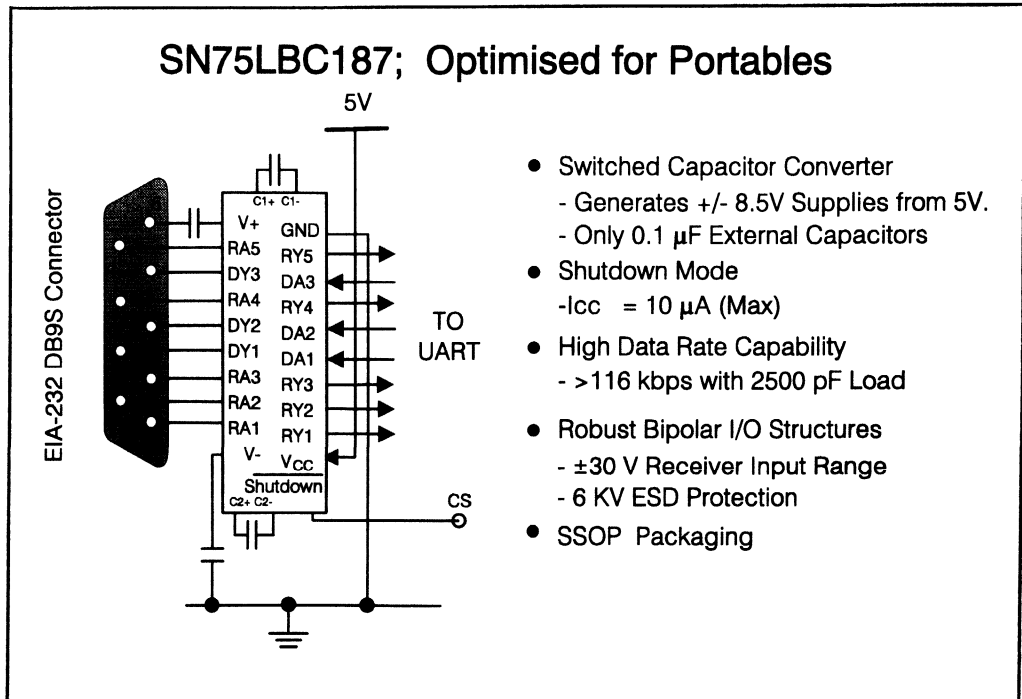 SN75LBC187; Optimised for Portables
5V
EIA-232 DB9S Connector
C1+ C1-
V+
GND
RA5
RY5
DY3
DA3
RA4
RY4
DY2
DA2
DY1
DA1
RA3
RY3
RA2
RY2
RA1
RY1
V-
VCC
Shutdown
C2+ C2-
CS
TO
UART
● Switched Capacitor Converter
- Generates +/- 8.5V Supplies from 5V.
- Only 0.1 µF External Capacitors
● Shutdown Mode
-Icc = 10 µA (Max)
● High Data Rate Capability
- >116 kbps with 2500 pF Load
● Robust Bipolar I/O Structures
- ±30 V Receiver Input Range
- 6 KV ESD Protection
● SSOP Packaging